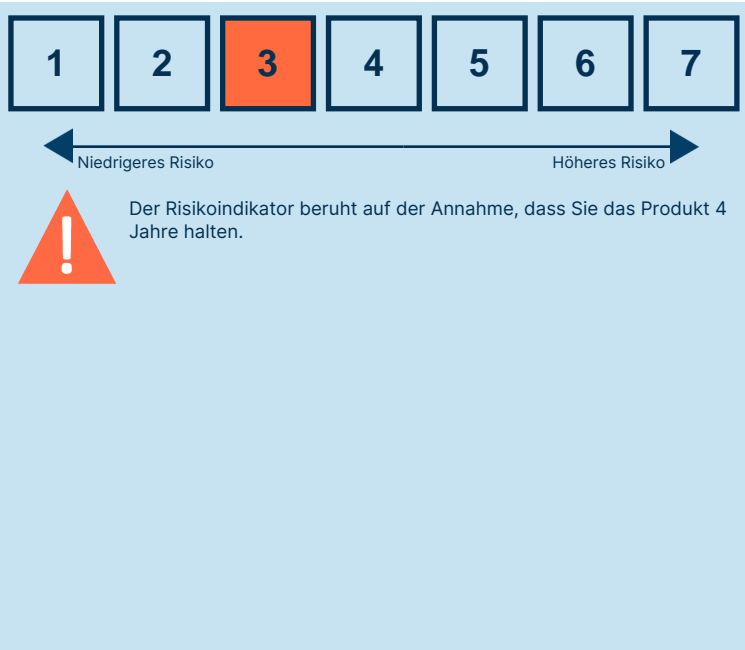 1 2 3 4 5 6 7
Niedrigeres Risiko Höheres Risiko
Der Risikoindikator beruht auf der Annahme, dass Sie das Produkt 4
Jahre halten.